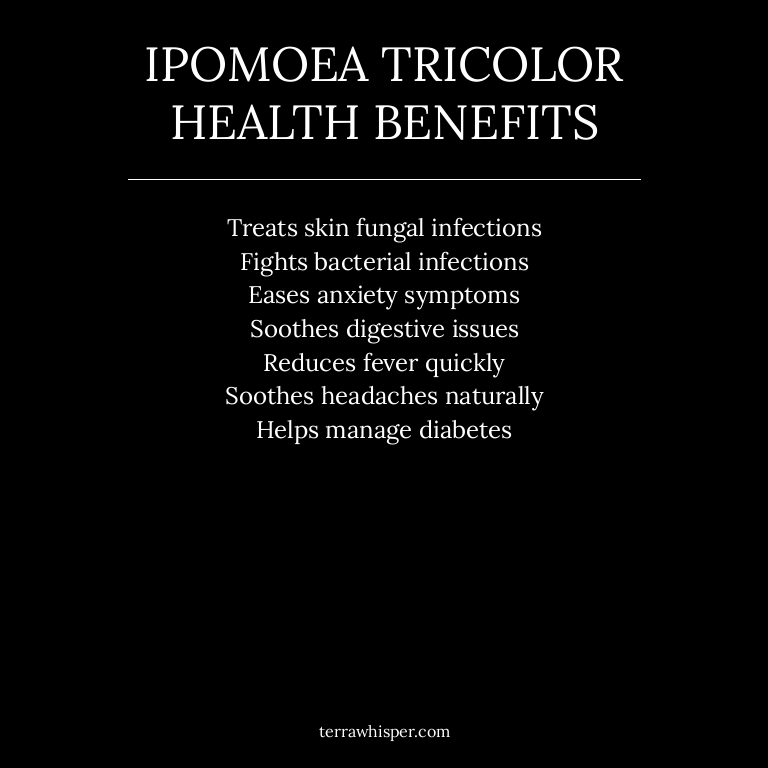 IPOMOEA TRICOLOR
HEALTH BENEFITS
Treats skin fungal infections
Fights bacterial infections
Eases anxiety symptoms
Soothes digestive issues
Reduces fever quickly
Soothes headaches naturally
Helps manage diabetes
terrawhisper.com